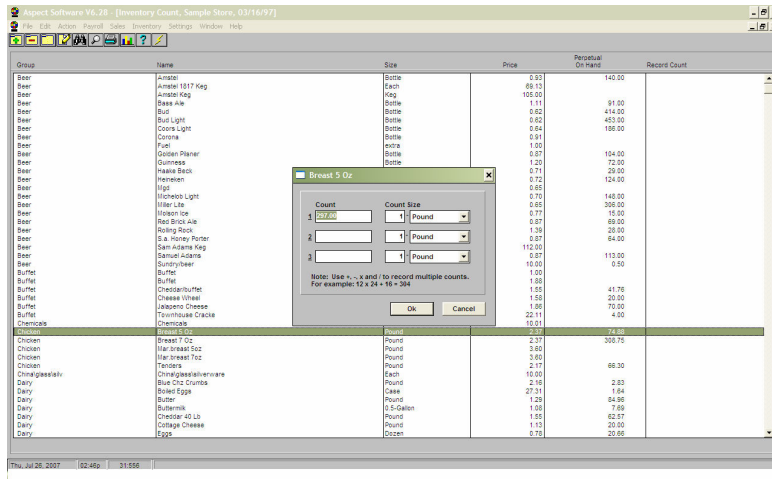 Aspect Software V6.28 - [Inventory Count, Sample Store, 03/16/97]
File Edit Action Payroll Sales Inventory Settings Window Help
Group Name Size Price Perpetual On Hand Record Count
Beer Amstel Bottle 0.93 140.00
Beer Amstel 1817 Keg Each 89.13
Beer Amstel Keg Keg 105.00
Beer Bass Ale Bottle 1.11 91.00
Beer Bud Bottle 0.62 414.00
Beer Bud Light Bottle 0.62 453.00
Beer Coors Light Bottle 0.64 186.00
Beer Corona Bottle 0.91
Beer Fuel extra 1.00
Beer Golden Pilsner Bottle 0.87 104.00
Beer Guinness Bottle 1.20 72.00
Beer Haake Beck 0.71 29.00
Beer Heineken 0.72 124.00
Beer Mgd 0.65
Beer Michelob Light 0.70 148.00
Beer Miller Lite 0.65 306.00
Beer Molson Ice 0.77 15.00
Beer Red Brick Ale 0.87 69.00
Beer Rolling Rock 1.39 28.00
Beer S.a. Honey Porter 0.87 64.00
Beer Sam Adams Keg 112.00
Beer Samuel Adams 0.87 113.00
Beer Sundry/beer 10.00 0.50
Buffet Buffet 1.00
Buffet Buffet 1.88
Buffet Cheddar/buffet 1.55 41.76
Buffet Cheese Wheel 1.58 20.00
Buffet Jalapeno Cheese 1.86 70.00
Buffet Townhouse Cracke 22.11 4.00
Chemicals Chemicals 10.01
Chicken Breast 5 Oz Pound 2.37 74.88
Chicken Breast 7 Oz Pound 2.37 308.75
Chicken Mar.breast 5oz Pound 3.60
Chicken Mar.breast 7oz Pound 3.60
Chicken Tenders Pound 2.17 66.30
China\glass\silv China\glass\silverware Each 10.00
Dairy Blue Chz Crumbs Pound 2.16 2.83
Dairy Boiled Eggs Case 27.31 1.64
Dairy Butter Pound 1.29 84.96
Dairy Buttermilk 0.5-Gallon 1.08 7.69
Dairy Cheddar 40 Lb Pound 1.55 62.57
Dairy Cottage Cheese Pound 1.13 20.00
Dairy Eggs Dozen 0.78 20.66
Breast 5 Oz
Count Count Size
1 297.00 1 - Pound
2 1 - Pound
3 1 - Pound
Note: Use +, -, x and / to record multiple counts.
For example: 12 x 24 + 16 = 304
Ok Cancel
Thu, Jul 26, 2007 02:46p 31:556